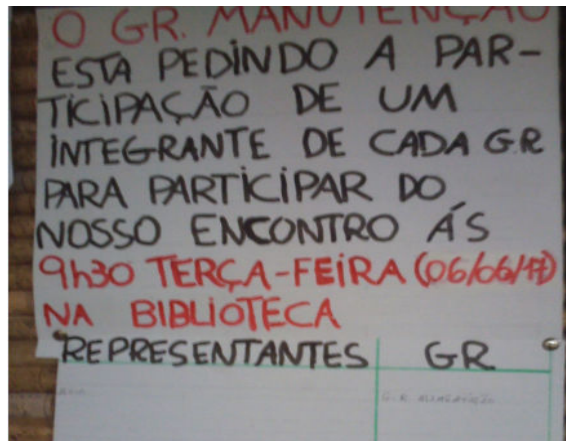 O GR. MANUTENÇÃO
ESTA PEDINDO A PAR-
TICIPAÇÃO DE UM
INTEGRANTE DE CADA GR
PARA PARTICIPAR DO
NOSSO ENCONTRO ÁS
9h30 TERÇA-FEIRA (06/06/17)
NA BIBLIOTECA
REPRESENTANTES GR
G.R.